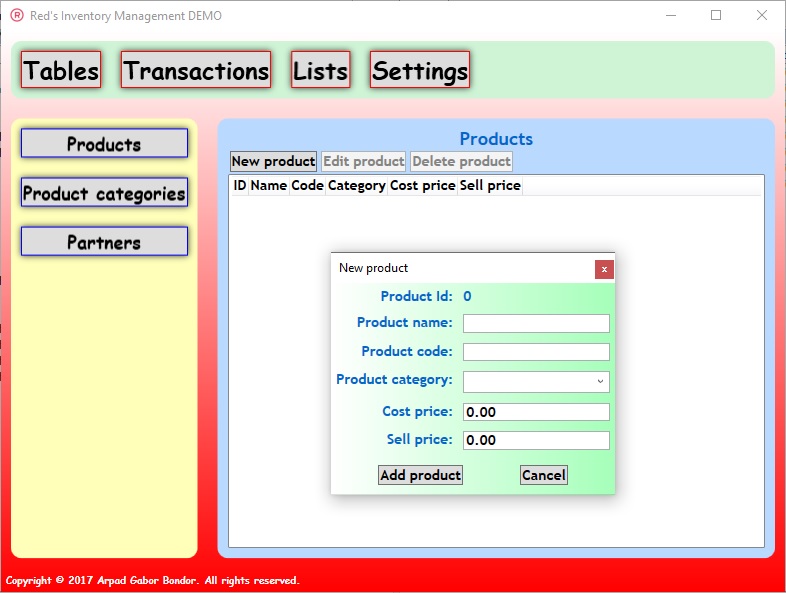 Red's Inventory Management DEMO
Tables Transactions Lists Settings
Products
Product categories
Partners
Products
New product Edit product Delete product
ID Name Code Category Cost price Sell price
New product
Product Id: 0
Product name:
Product code:
Product category:
Cost price: 0.00
Sell price: 0.00
Add product Cancel
Copyright © 2017 Arpad Gabor Bondor. All rights reserved.